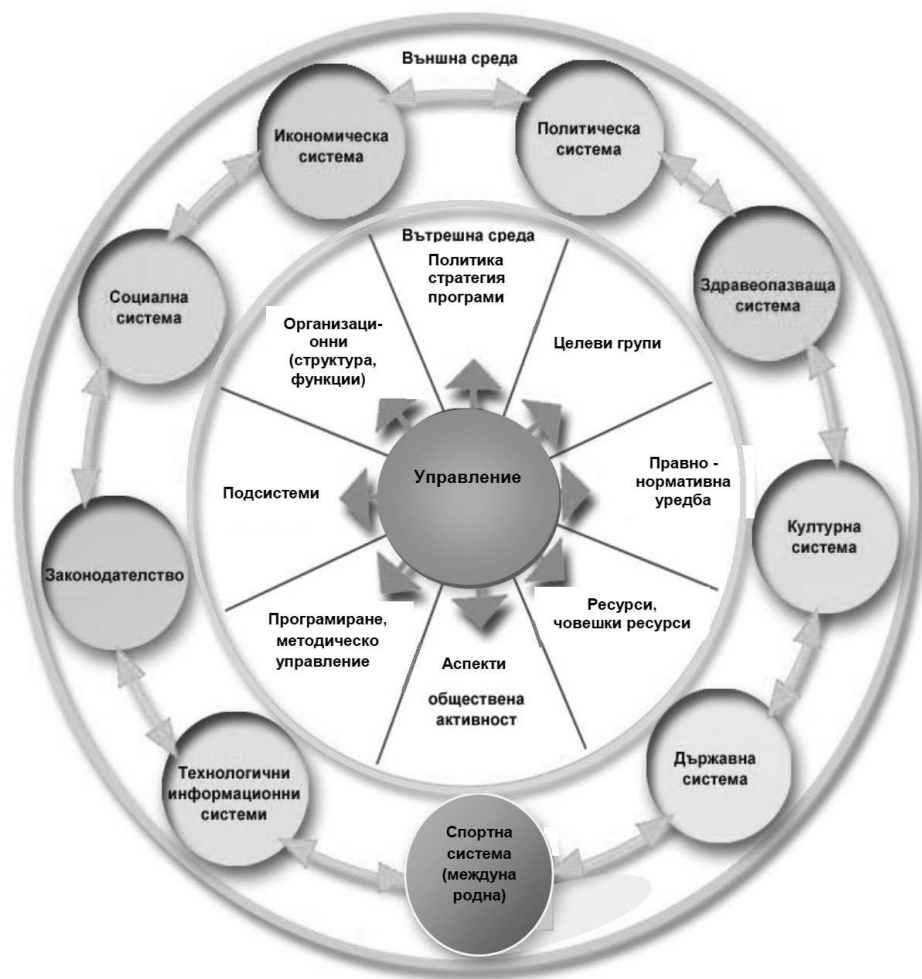 Външна среда
Икономическа
система
Политическа
система
Социална
система
Здравеопазваща
система
Вътрешна среда
Политика
стратегия
програми
Организаци-
онни
(структура,
функции)
Целеви групи
Управление
Подсистеми
Правно -
нормативна
уредба
Законодателство
Културна
система
Програмиране,
методическо
управление
Ресурси,
човешки ресурси
Аспекти
обществена
активност
Технологични
информационни
системи
Държавна
система
Спортна
система
(междуна
родна)